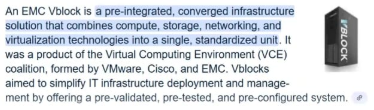 An EMC Vblock is a pre-integrated, converged infrastructure
solution that combines compute, storage, networking, and
virtualization technologies into a single, standardized unit. It
was a product of the Virtual Computing Environment (VCE)
coalition, formed by VMware, Cisco, and EMC. Vblocks
aimed to simplify IT infrastructure deployment and manage-
ment by offering a pre-validated, pre-tested, and pre-configured system.
VBLOCK